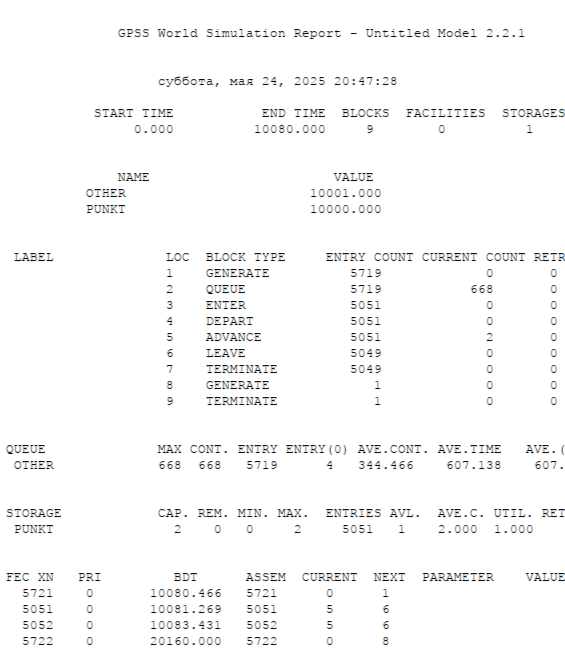 GPSS World Simulation Report - Untitled Model 2.2.1
суббота, мая 24, 2025 20:47:28
START TIME END TIME BLOCKS FACILITIES STORAGES
0.000 10080.000 9 0 1
NAME VALUE
OTHER 10001.000
PUNKT 10000.000
LABEL LOC BLOCK TYPE ENTRY COUNT CURRENT COUNT RETR
1 GENERATE 5719 0 0
2 QUEUE 5719 668 0
3 ENTER 5051 0 0
4 DEPART 5051 0 0
5 ADVANCE 5051 2 0
6 LEAVE 5049 0 0
7 TERMINATE 5049 0 0
8 GENERATE 1 0 0
9 TERMINATE 1 0 0
QUEUE MAX CONT. ENTRY ENTRY(0) AVE.CONT. AVE.TIME AVE.(
OTHER 668 668 5719 4 344.466 607.138 607.
STORAGE CAP. REM. MIN. MAX. ENTRIES AVL. AVE.C. UTIL. RET
PUNKT 2 0 0 2 5051 1 2.000 1.000
FEC XN PRI BDT ASSEM CURRENT NEXT PARAMETER VALUE
5721 0 10080.466 5721 0 1
5051 0 10081.269 5051 5 6
5052 0 10083.431 5052 5 6
5722 0 20160.000 5722 0 8